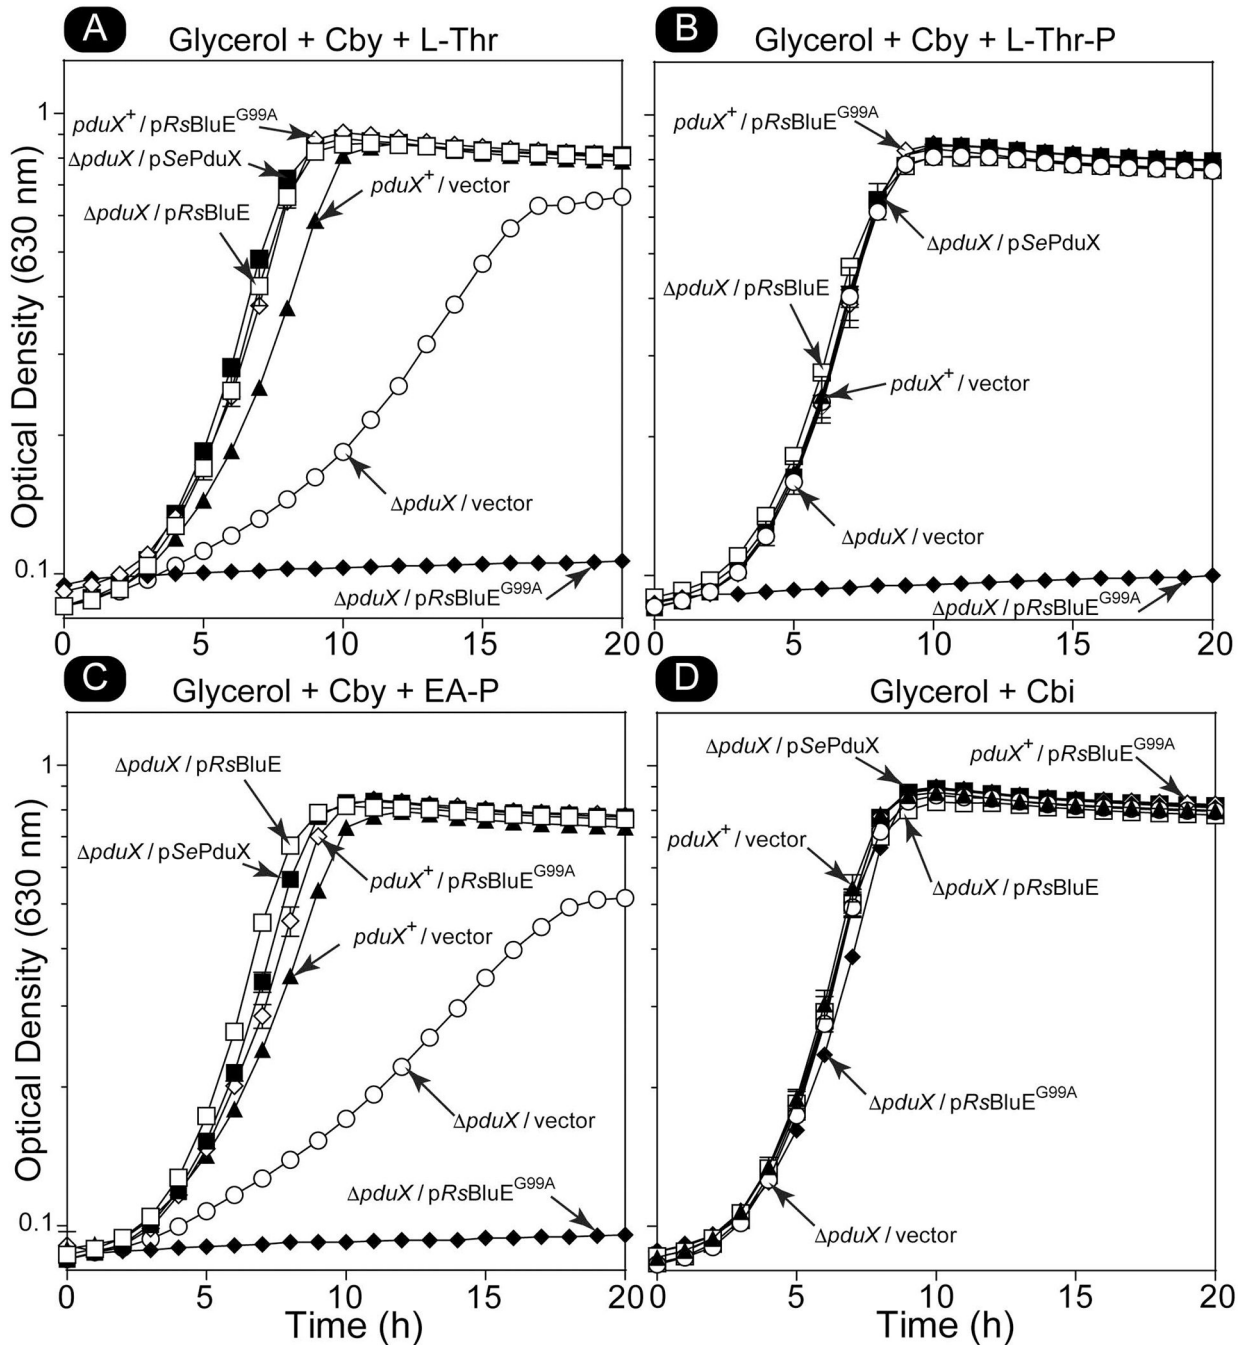 A
Glycerol + Cby + L-Thr
Optical Density (630 nm)
1
0.1
pduX+ / pRsBluEG99A
ΔpduX / pSePduX
pduX+ / vector
ΔpduX / pRsBluE
ΔpduX / vector
ΔpduX / pRsBluEG99A
0 5 10 15 20
B
Glycerol + Cby + L-Thr-P
pduX+ / pRsBluEG99A
ΔpduX / pSePduX
ΔpduX / pRsBluE
pduX+ / vector
ΔpduX / vector
ΔpduX / pRsBluEG99A
0 5 10 15 20
C
Glycerol + Cby + EA-P
Optical Density (630 nm)
1
0.1
ΔpduX / pRsBluE
ΔpduX / pSePduX
pduX+ / pRsBluEG99A
pduX+ / vector
ΔpduX / vector
ΔpduX / pRsBluEG99A
0 5 10 15 20
Time (h)
D
Glycerol + Cbi
ΔpduX / pSePduX
pduX+ / pRsBluEG99A
pduX+ / vector
ΔpduX / pRsBluE
ΔpduX / pRsBluEG99A
ΔpduX / vector
0 5 10 15 20
Time (h)